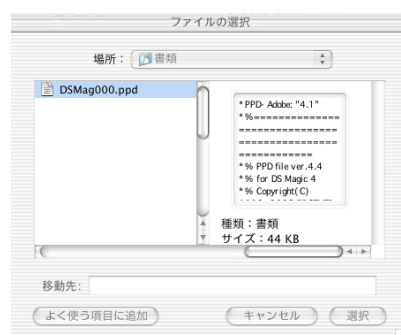 ファイルの選択
場所：
書類
DSMag000.ppd
*PPD- Adobe: "4.1"
*%==============
=================
=================
============
*% PPD file ver.4.4
*% for DS Magic 4
*% Copyright( C)
種類：書類
サイズ：44 KB
移動先：
よく使う項目に追加
キャンセル
選択